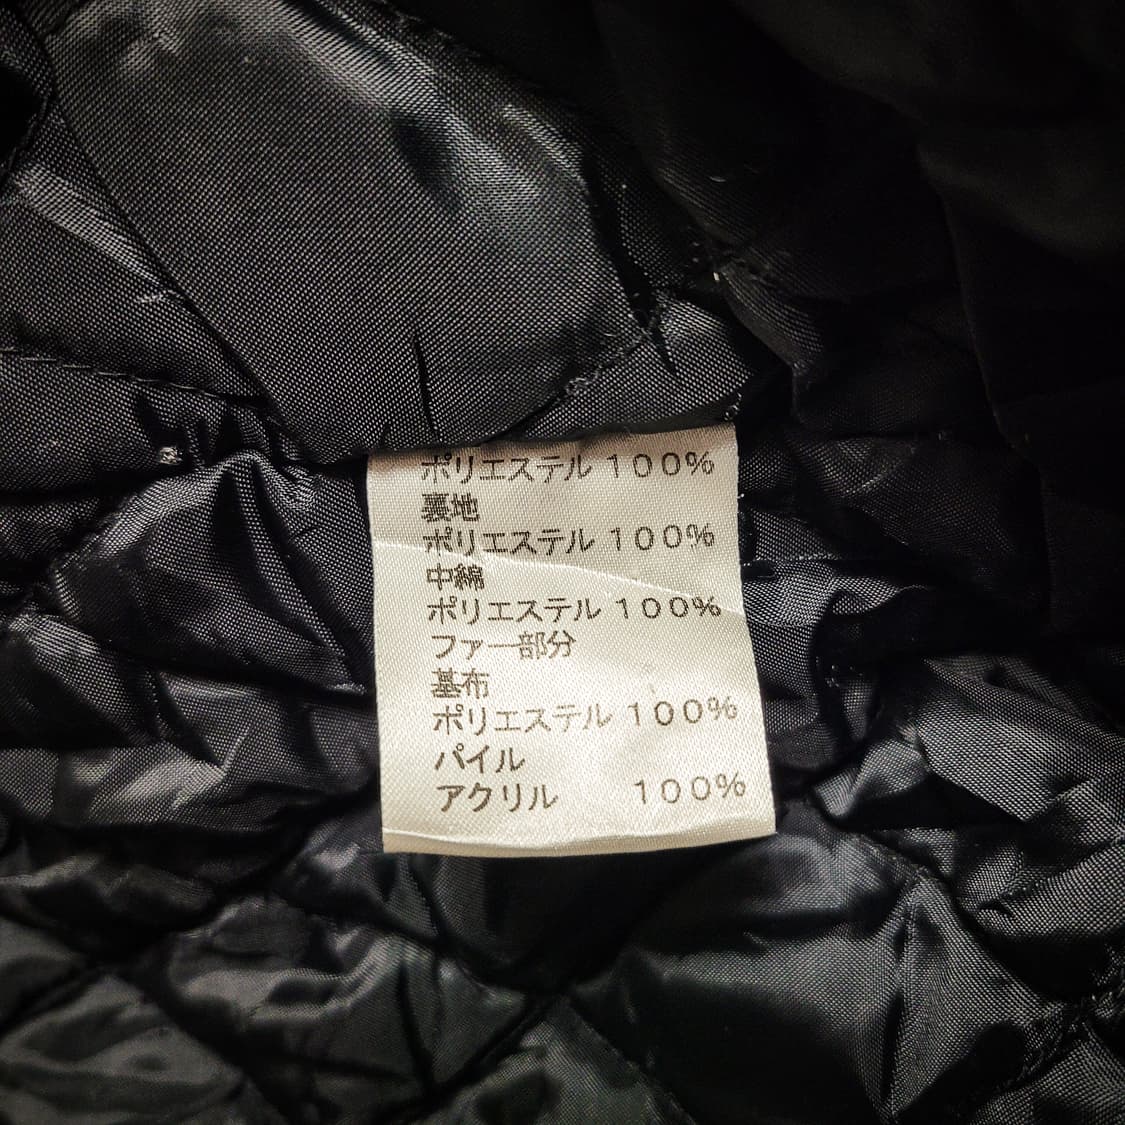 ポリエステル 100%
裏地
ポリエステル 100%
中綿
ポリエステル 100%
ファー部分
基布
ポリエステル 100%
パイル
アクリル 100%